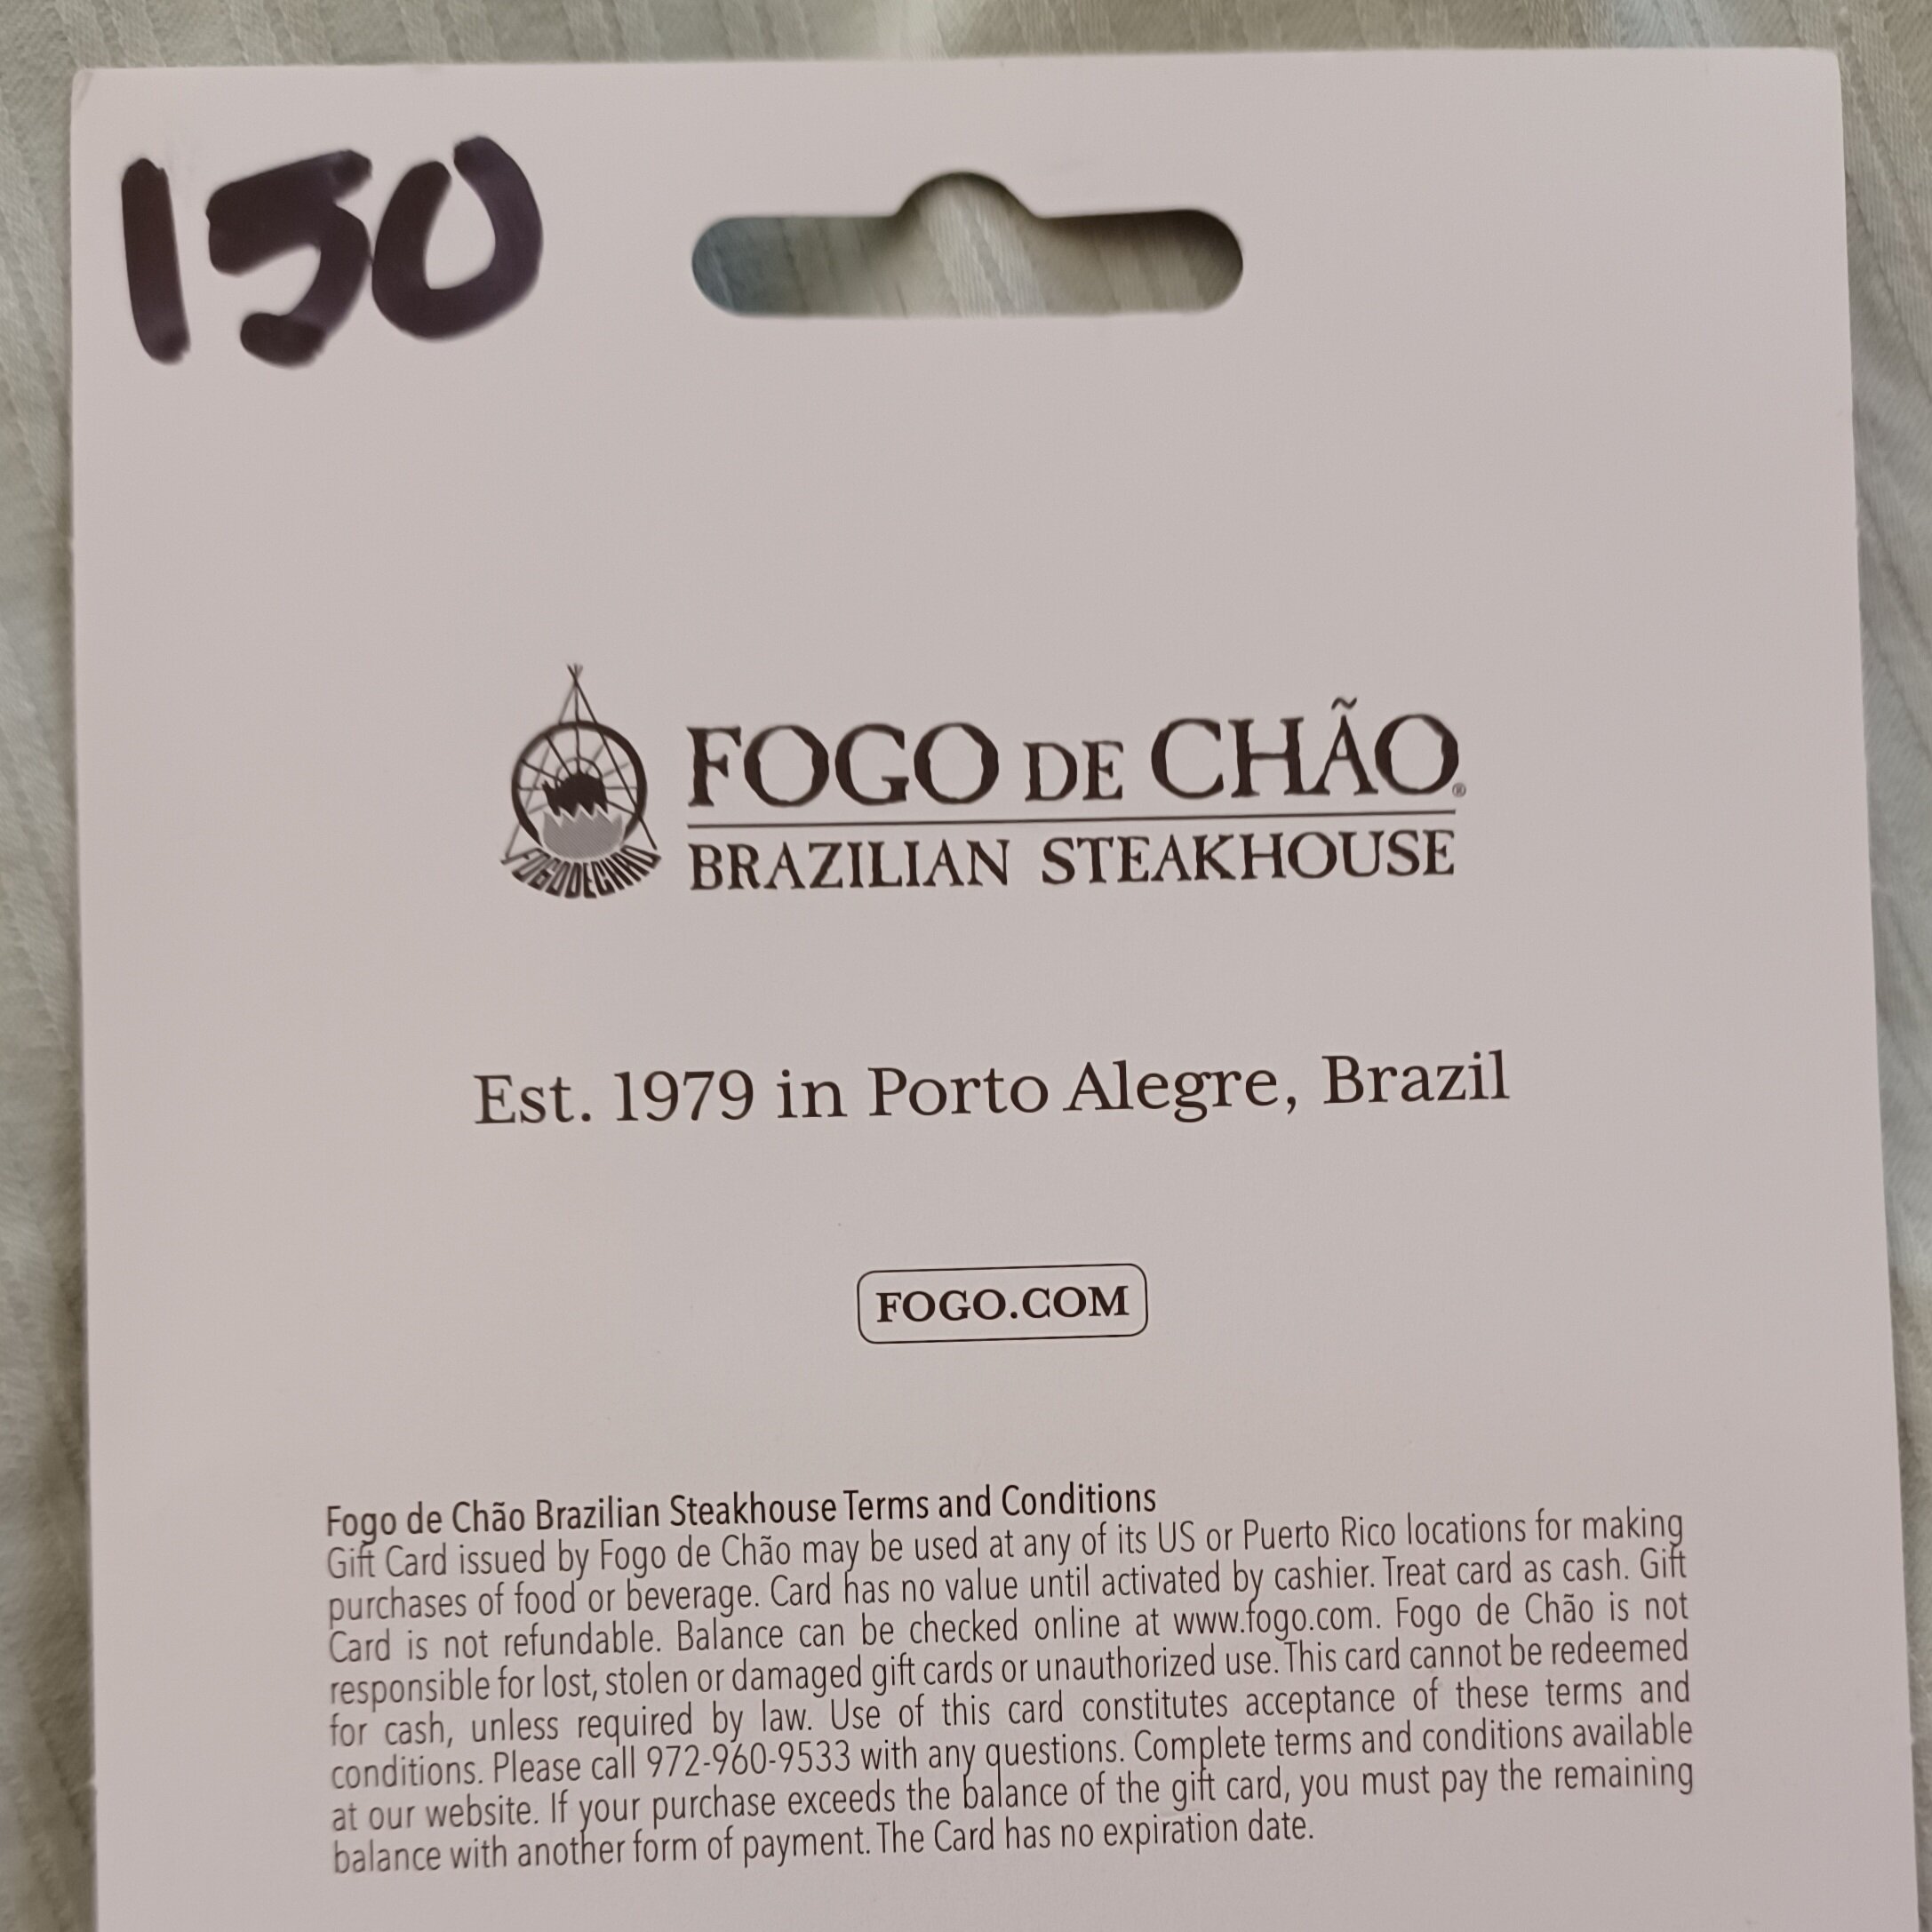 150
FOGO DE CHÃO®
BRAZILIAN STEAKHOUSE
FOGODECHAO
Est. 1979 in Porto Alegre, Brazil
FOGO.COM
Fogo de Chão Brazilian Steakhouse Terms and Conditions
Gift Card issued by Fogo de Chão may be used at any of its US or Puerto Rico locations for making
purchases of food or beverage. Card has no value until activated by cashier. Treat card as cash. Gift
Card is not refundable. Balance can be checked online at www.fogo.com. Fogo de Chão is not
responsible for lost, stolen or damaged gift cards or unauthorized use. This card cannot be redeemed
for cash, unless required by law. Use of this card constitutes acceptance of these terms and
conditions. Please call 972-960-9533 with any questions. Complete terms and conditions available
at our website. If your purchase exceeds the balance of the gift card, you must pay the remaining
balance with another form of payment. The Card has no expiration date.